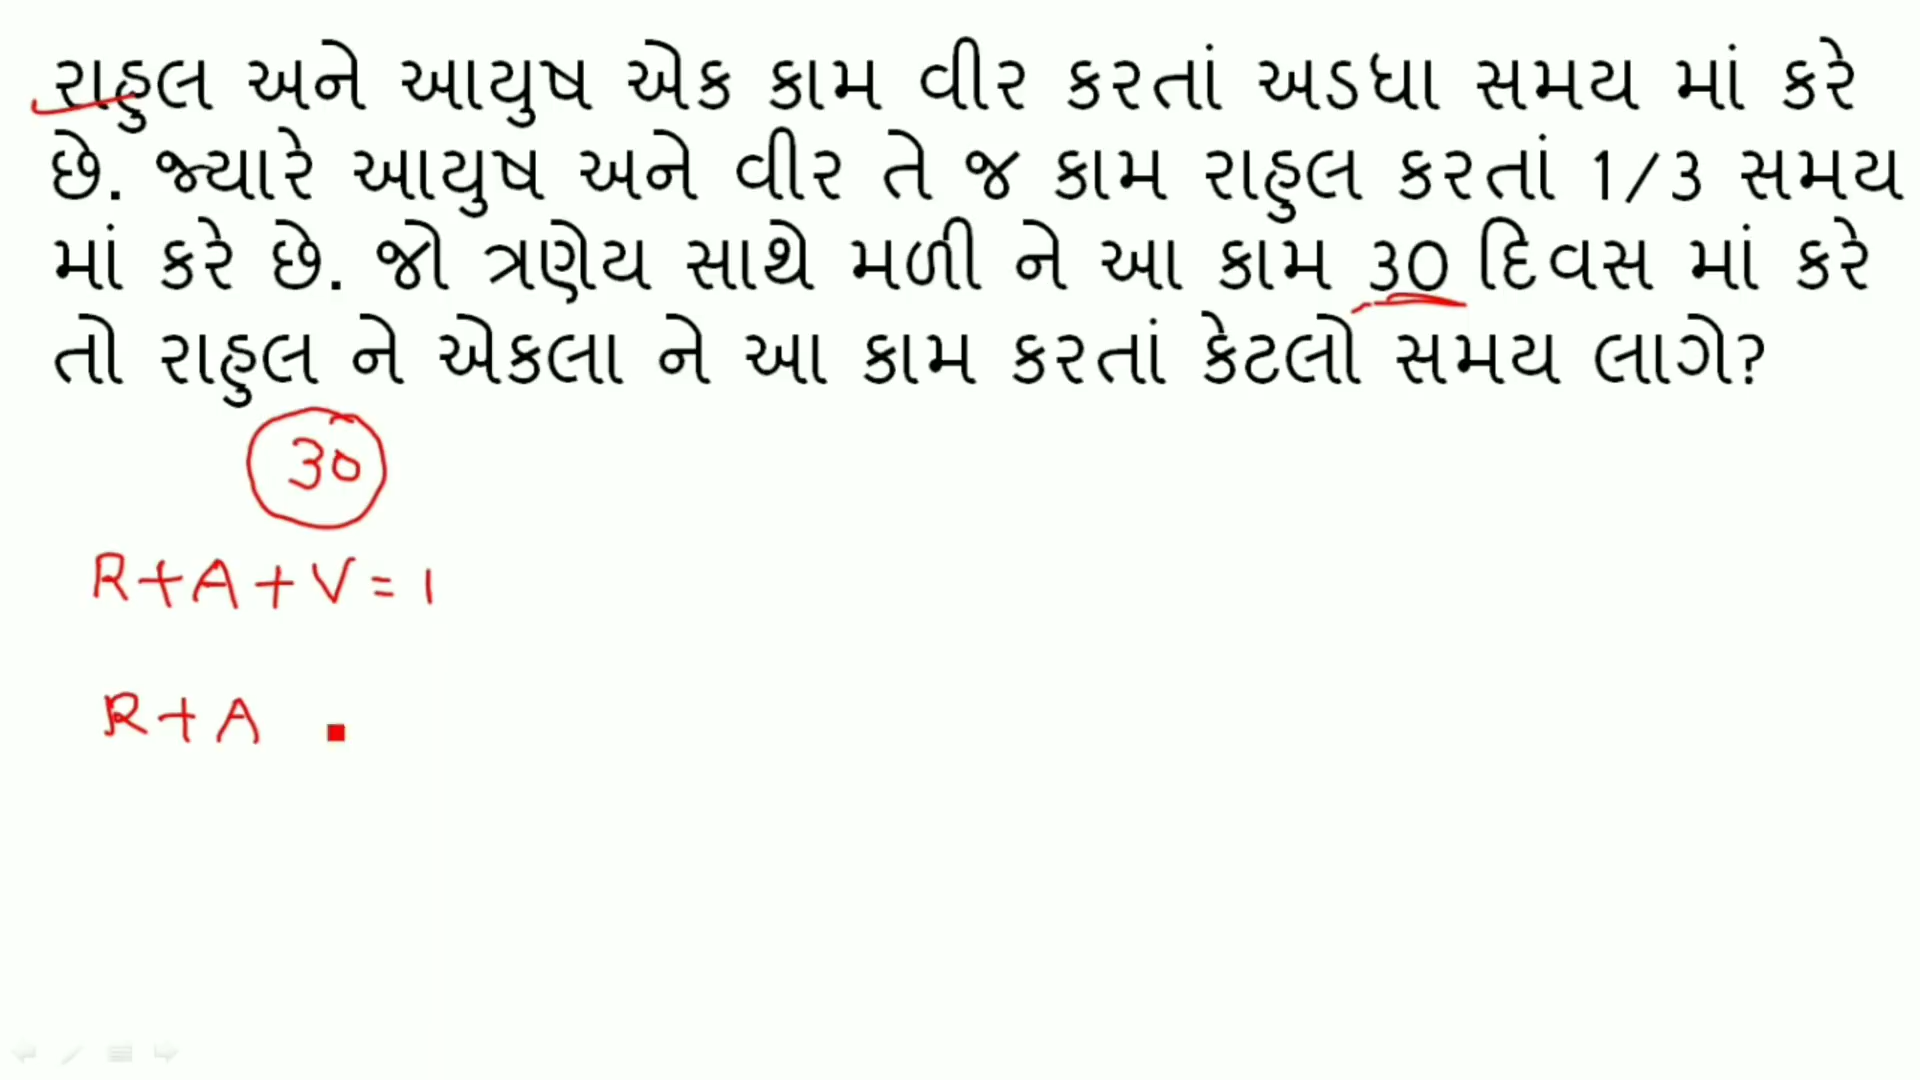 રાહુલ અને આયુષ એક કામ વીર કરતાં અડધા સમય માં કરે
છે. જ્યારે આયુષ અને વીર તે જ કામ રાહુલ કરતાં 1/3 સમય
માં કરે છે. જો ત્રણેય સાથે મળી ને આ કામ 30 દિવસ માં કરે
તો રાહુલ ને એકલા ને આ કામ કરતાં કેટલો સમય લાગે?
30
R+A+V=1
R+A